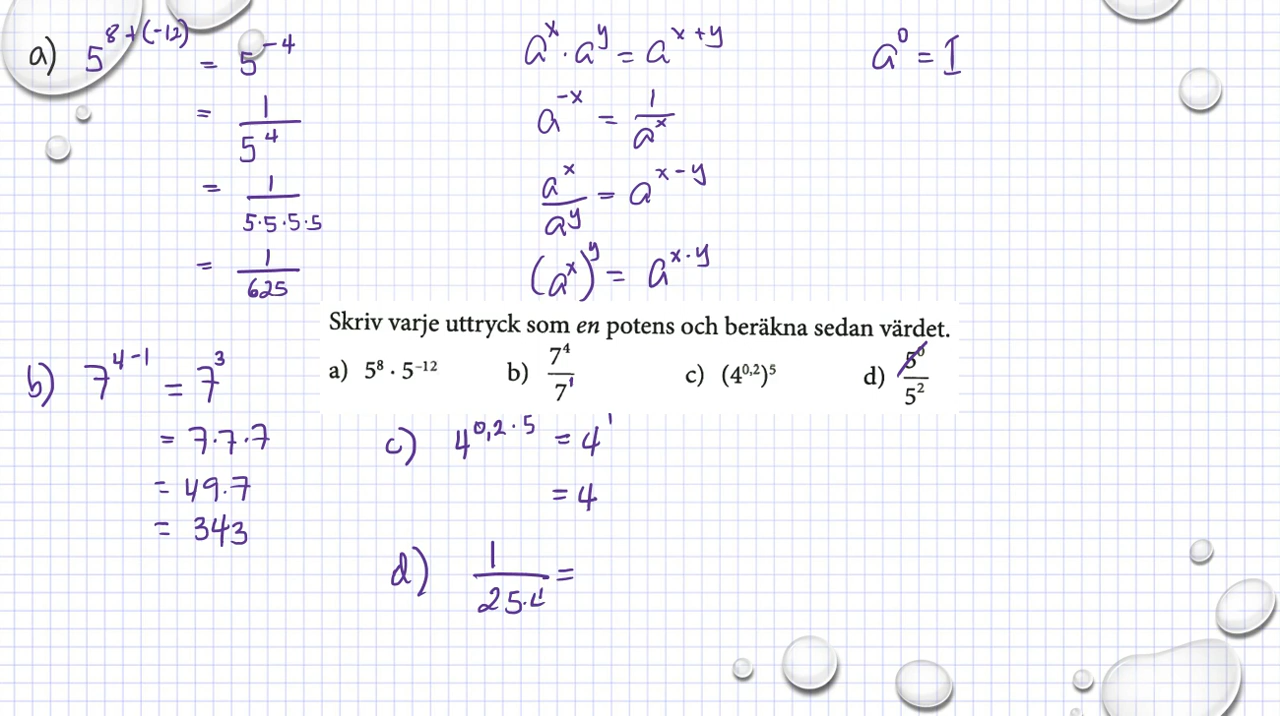 a) 5^{8+(-12)} = 5^{-4}
= 1/5^4
= 1/(5·5·5·5)
= 1/625
a^x · a^y = a^{x+y}
a^{-x} = 1/a^x
a^x/a^y = a^{x-y}
(a^x)^y = a^{x·y}
a^0 = 1
Skriv varje uttryck som en potens och beräkna sedan värdet.
a) 5^8 · 5^{-12} b) 7^4/7^1 c) (4^{0,2})^5 d) 5^0/5^2
b) 7^{4-1} = 7^3
= 7·7·7
= 49·7
= 343
c) 4^{0,2·5} = 4^1
= 4
d) 1/(25·4) =